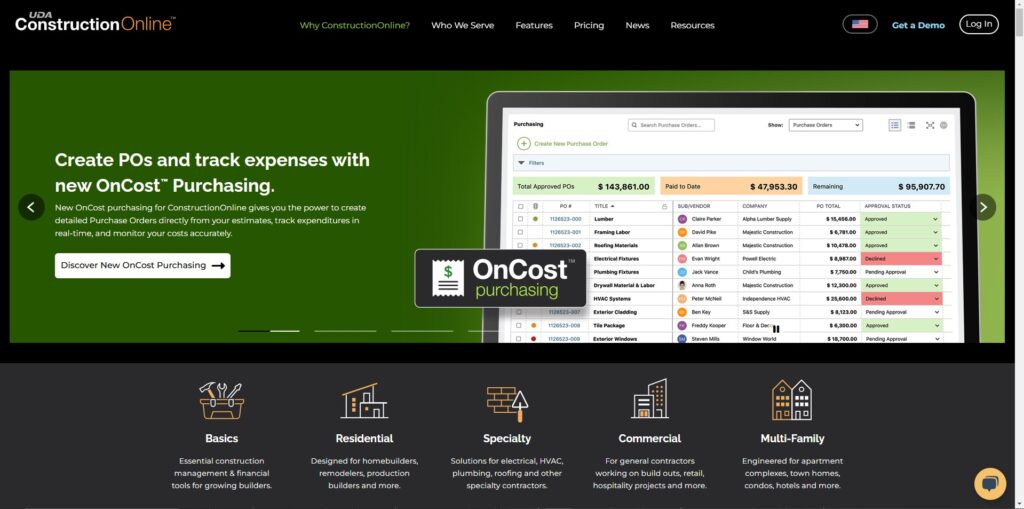 UDA
ConstructionOnline™
Why ConstructionOnline?
Who We Serve
Features
Pricing
News
Resources
Get a Demo
Log In
Create POs and track expenses with
new OnCost™ Purchasing.
New OnCost purchasing for ConstructionOnline gives you the power to create
detailed Purchase Orders directly from your estimates, track expenditures in
real-time, and monitor your costs accurately.
Discover New OnCost Purchasing
OnCost™
purchasing
Purchasing
Search Purchase Orders...
Show: Purchase Orders
Create New Purchase Order
Filters
Total Approved POs $ 143,861.00
Paid to Date $ 47,953.30
Remaining $ 95,907.70
PO # TITLE SUB/VENDOR COMPANY PO TOTAL APPROVAL STATUS
1126523-000 Lumber Claire Parker Alpha Lumber Supply $ 15,456.00 Approved
1126523-001 Framing Labor David Pike Majestic Construction $ 6,781.00 Approved
1126523-002 Roofing Materials Allan Brown Majestic Construction $ 10,678.00 Approved
Electrical Fixtures Evan Wright Powell Electric $ 8,987.00 Declined
Plumbing Fixtures Jack Vance Child's Plumbing $ 7,750.00 Pending Approval
Drywall Material & Labor Anna Roth Majestic Construction $ 12,300.00 Approved
HVAC Systems Peter McNeil Independence HVAC $ 25,600.00 Declined
Exterior Cladding Ben Key S&S Supply $ 8,123.00 Pending Approval
1126523-008 Tile Package Freddy Kooper Floor & Deco $ 6,300.00 Approved
1126523-009 Exterior Windows Steven Mills Window World $ 18,700.00 Pending Approval
Basics
Essential construction
management & financial
tools for growing builders.
Residential
Designed for homebuilders,
remodelers, production
builders and more.
Specialty
Solutions for electrical, HVAC,
plumbing, roofing and other
specialty contractors.
Commercial
For general contractors
working on build outs, retail,
hospitality projects and more.
Multi-Family
Engineered for apartment
complexes, town homes,
condos, hotels and more.